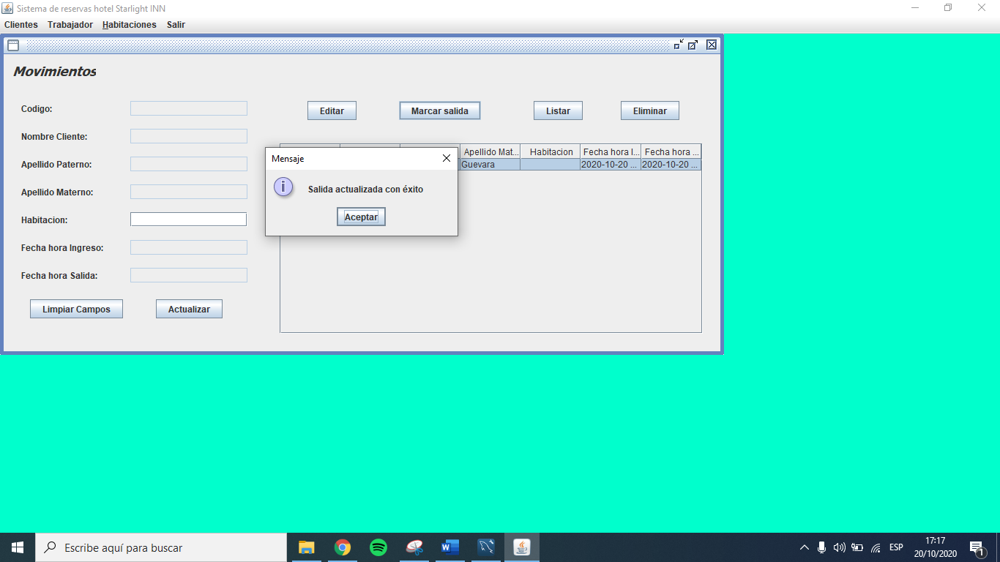 Sistema de reservas hotel Starlight INN
Clientes Trabajador Habitaciones Salir
Movimientos
Codigo:
Nombre Cliente:
Apellido Paterno:
Apellido Materno:
Habitacion:
Fecha hora Ingreso:
Fecha hora Salida:
Limpiar Campos Actualizar
Editar Marcar salida Listar Eliminar
Apellido Mat... Habitacion Fecha hora I... Fecha hora ...
Guevara 2020-10-20 ... 2020-10-20 ...
Mensaje
Salida actualizada con éxito
Aceptar
Escribe aquí para buscar
ESP
17:17
20/10/2020
1